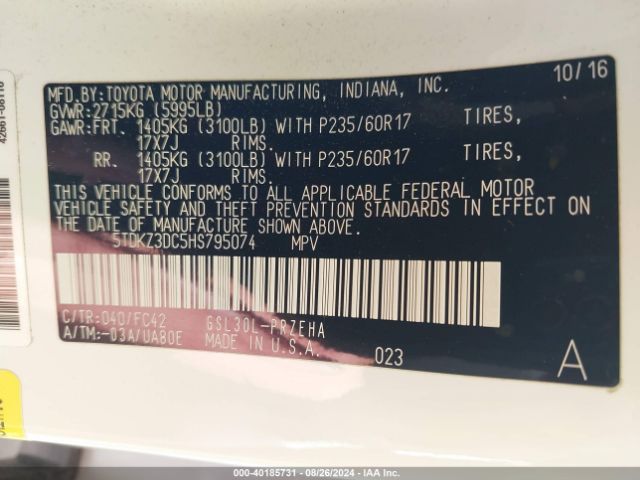 MFD.BY:TOYOTA MOTOR MANUFACTURING, INDIANA, INC. 10/16
GVWR:2715KG (5995LB)
GAWR:FRT. 1405KG (3100LB) WITH P235/60R17 TIRES,
17X7J RIMS.
RR. 1405KG (3100LB) WITH P235/60R17 TIRES,
17X7J RIMS.
THIS VEHICLE CONFORMS TO ALL APPLICABLE FEDERAL MOTOR
VEHICLE SAFETY AND THEFT PREVENTION STANDARDS IN EFFECT ON
THE DATE OF MANUFACTURE SHOWN ABOVE.
5TDKZ3DC5HS795074 MPV
C/TR:040/FC42 GSL30L-PRZEHA
A/TM:-03A/UA80E MADE IN U.S.A. 023 A
42661-08110
000-40185731 - 08/26/2024 - IAA Inc.